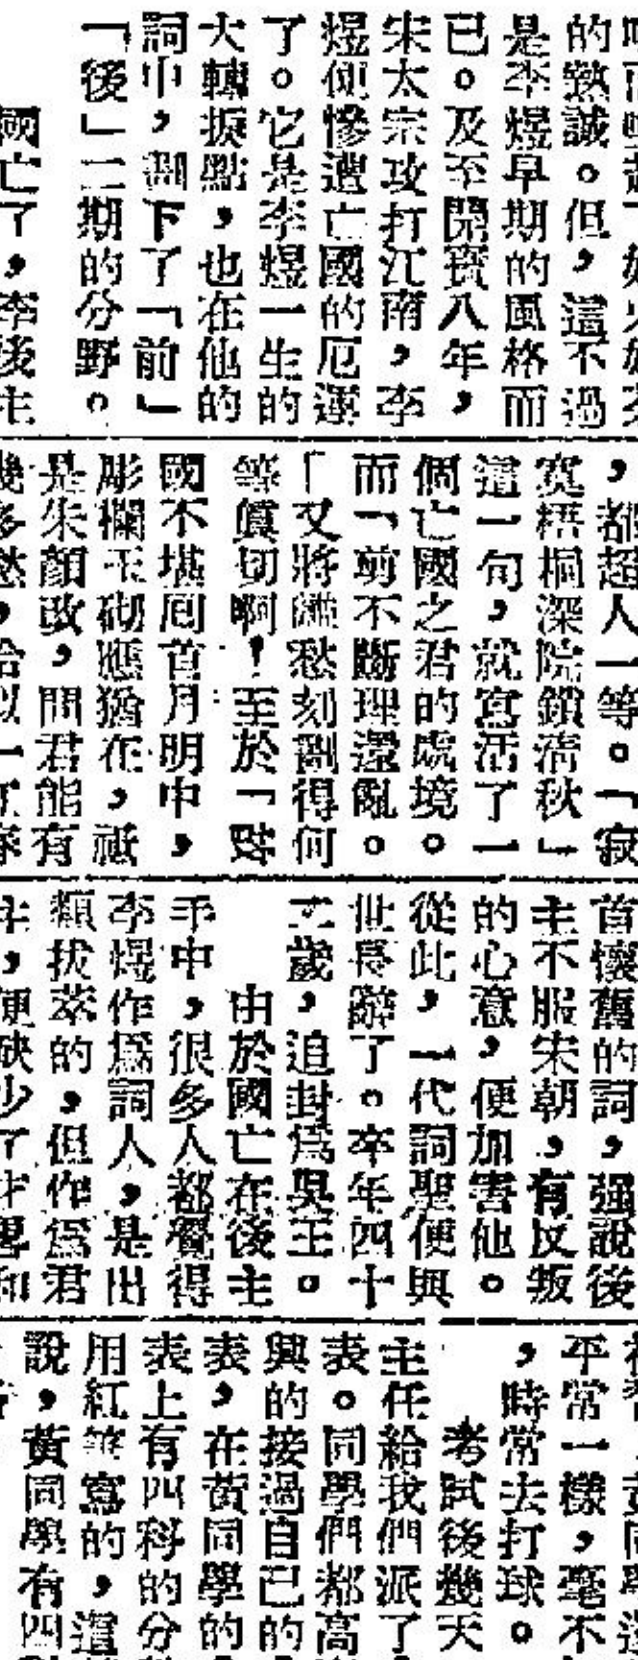 的熱誠。但，這不過
是李煜早期的風格而
已。及至開寶八年，
宋太宗攻打江南，李
煜便慘遭亡國的厄運
了。它是李煜一生的
大轉捩點，也在他的
詞中，劃下了「前」
「後」二期的分野。
國亡了，李後主
，都超人一等。「寂
寞梧桐深院鎖清秋」
這一句，就寫活了一
個亡國之君的處境。
而「剪不斷理還亂。
「又將離愁刻劃得何
等真切啊！至於「故
國不堪回首月明中，
彫欄玉砌應猶在，祗
是朱顏改，問君能有
幾多愁，恰似一江春
首懷舊的詞，强說後
主不服宋朝，有反叛
的心意，便加害他。
從此，一代詞聖便與
世長辭了。卒年四十
二歲，追封爲吳王。
由於國亡在後主
手中，很多人都覺得
李煜作爲詞人，是出
類拔萃的，但作爲君
主，便缺少了才畧和
平常一樣，毫不
，時常去打球。
考試後幾天
主任給我們派了
表。同學們都高
興的接過自己的
表，在黃同學的
表上有四科的分
用紅筆寫的，這
說，黃同學有四